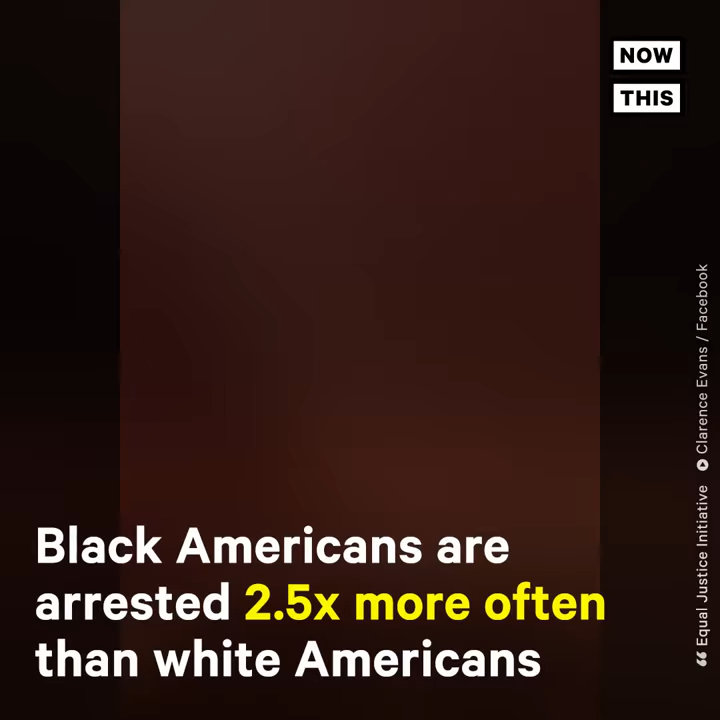 NOW
THIS
Black Americans are
arrested 2.5x more often
than white Americans
“ Equal Justice Initiative Clarence Evans / Facebook